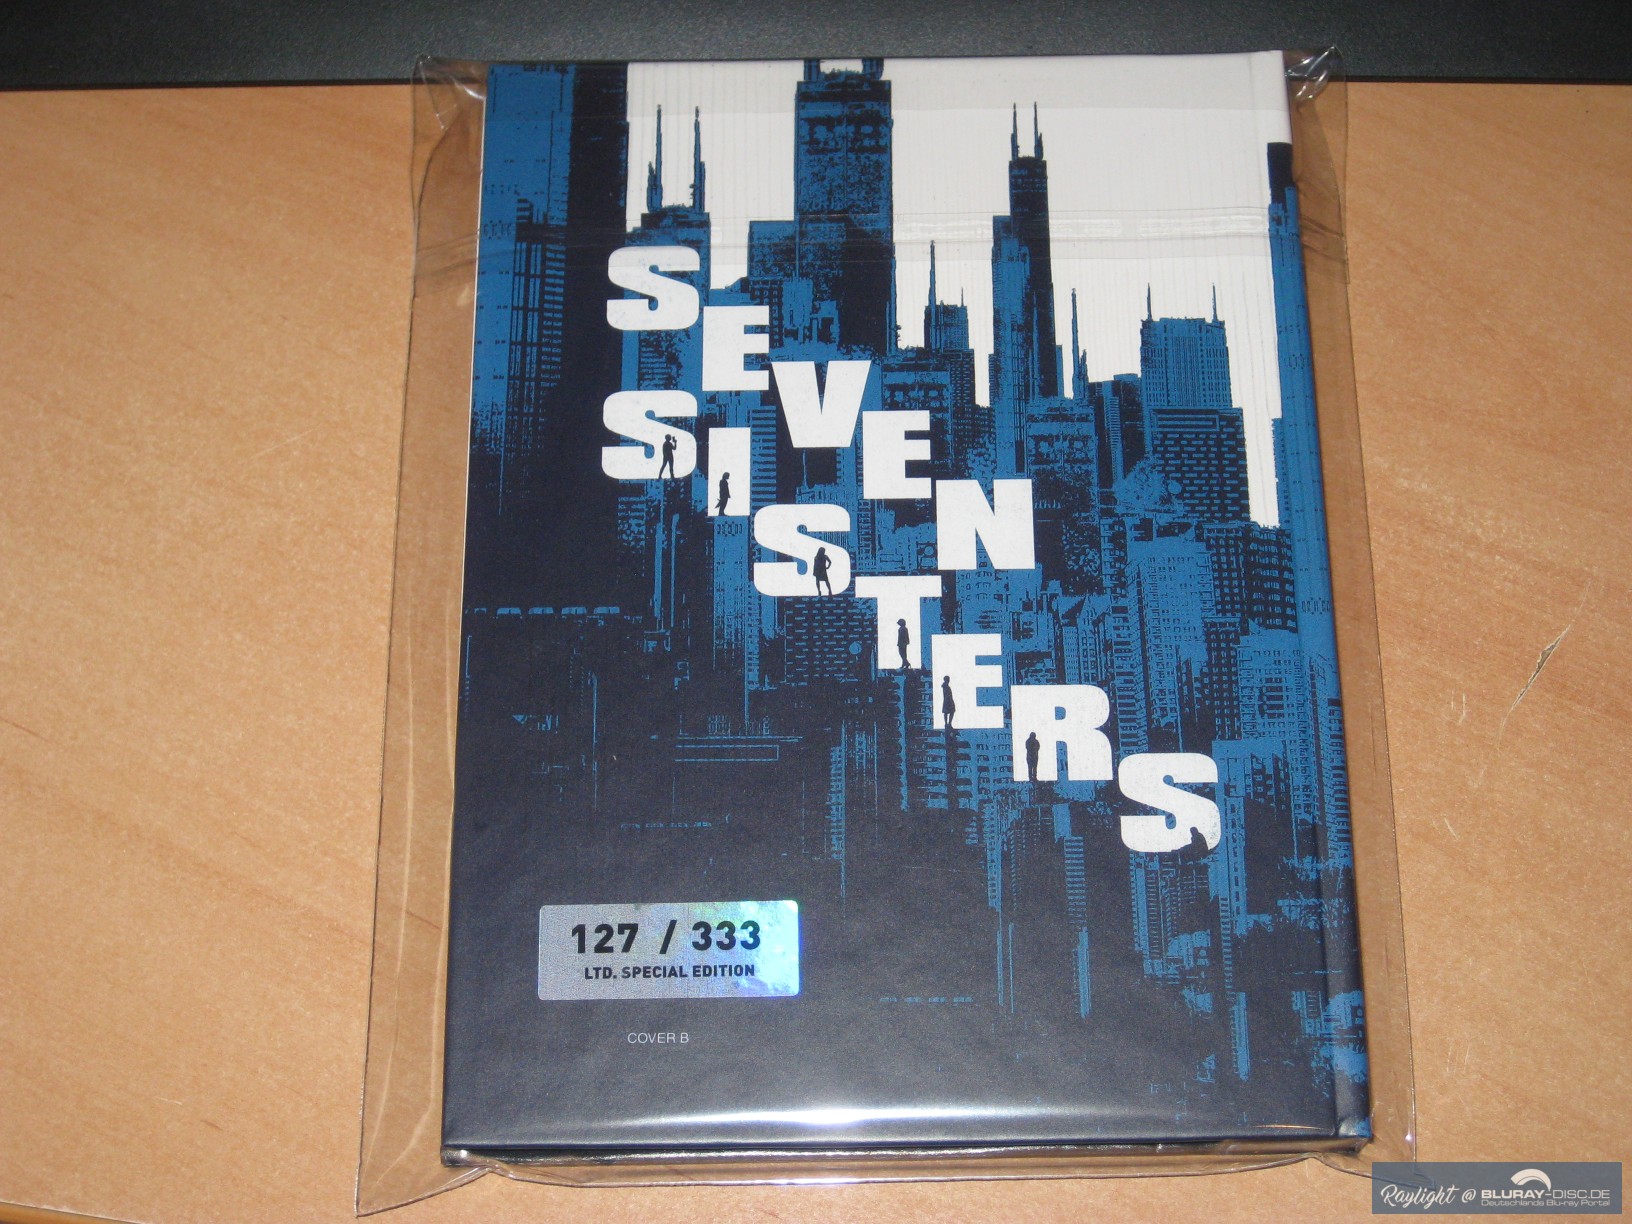 SEVEN
SISTERS
127 / 333
LTD. SPECIAL EDITION
COVER B
Raylight @ BLURAY-DISC.DE
Deutschlands Blu-ray Portal